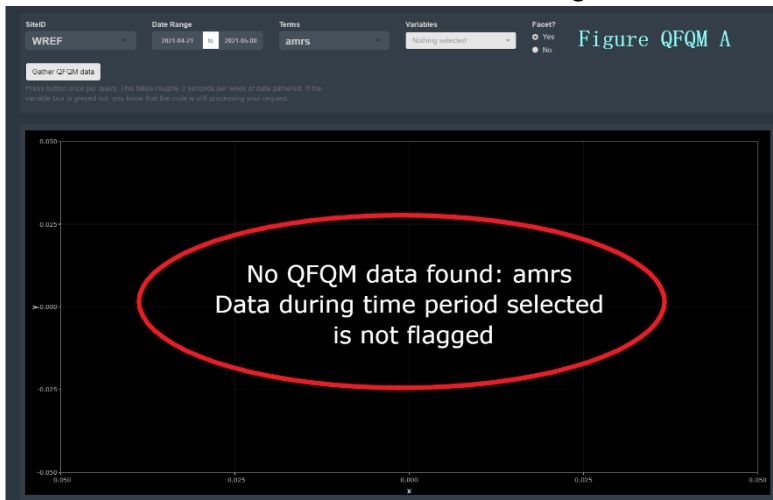 SiteID
Date Range
Terms
Variables
Facet?
WREF
2021-04-21 to 2021-05-08
amrs
Nothing selected
Yes
No
Figure QFQM A
Gather QFQM data
Press button once per query. This takes roughly 3 seconds per week of data gathered. If the
variable box is greyed out, you know that the code is still processing your request
0.050
0.025
No QFQM data found: amrs
Data during time period selected
is not flagged
y
0.000
-0.025
-0.050
-0.050
-0.025
0.000
0.025
0.050
x